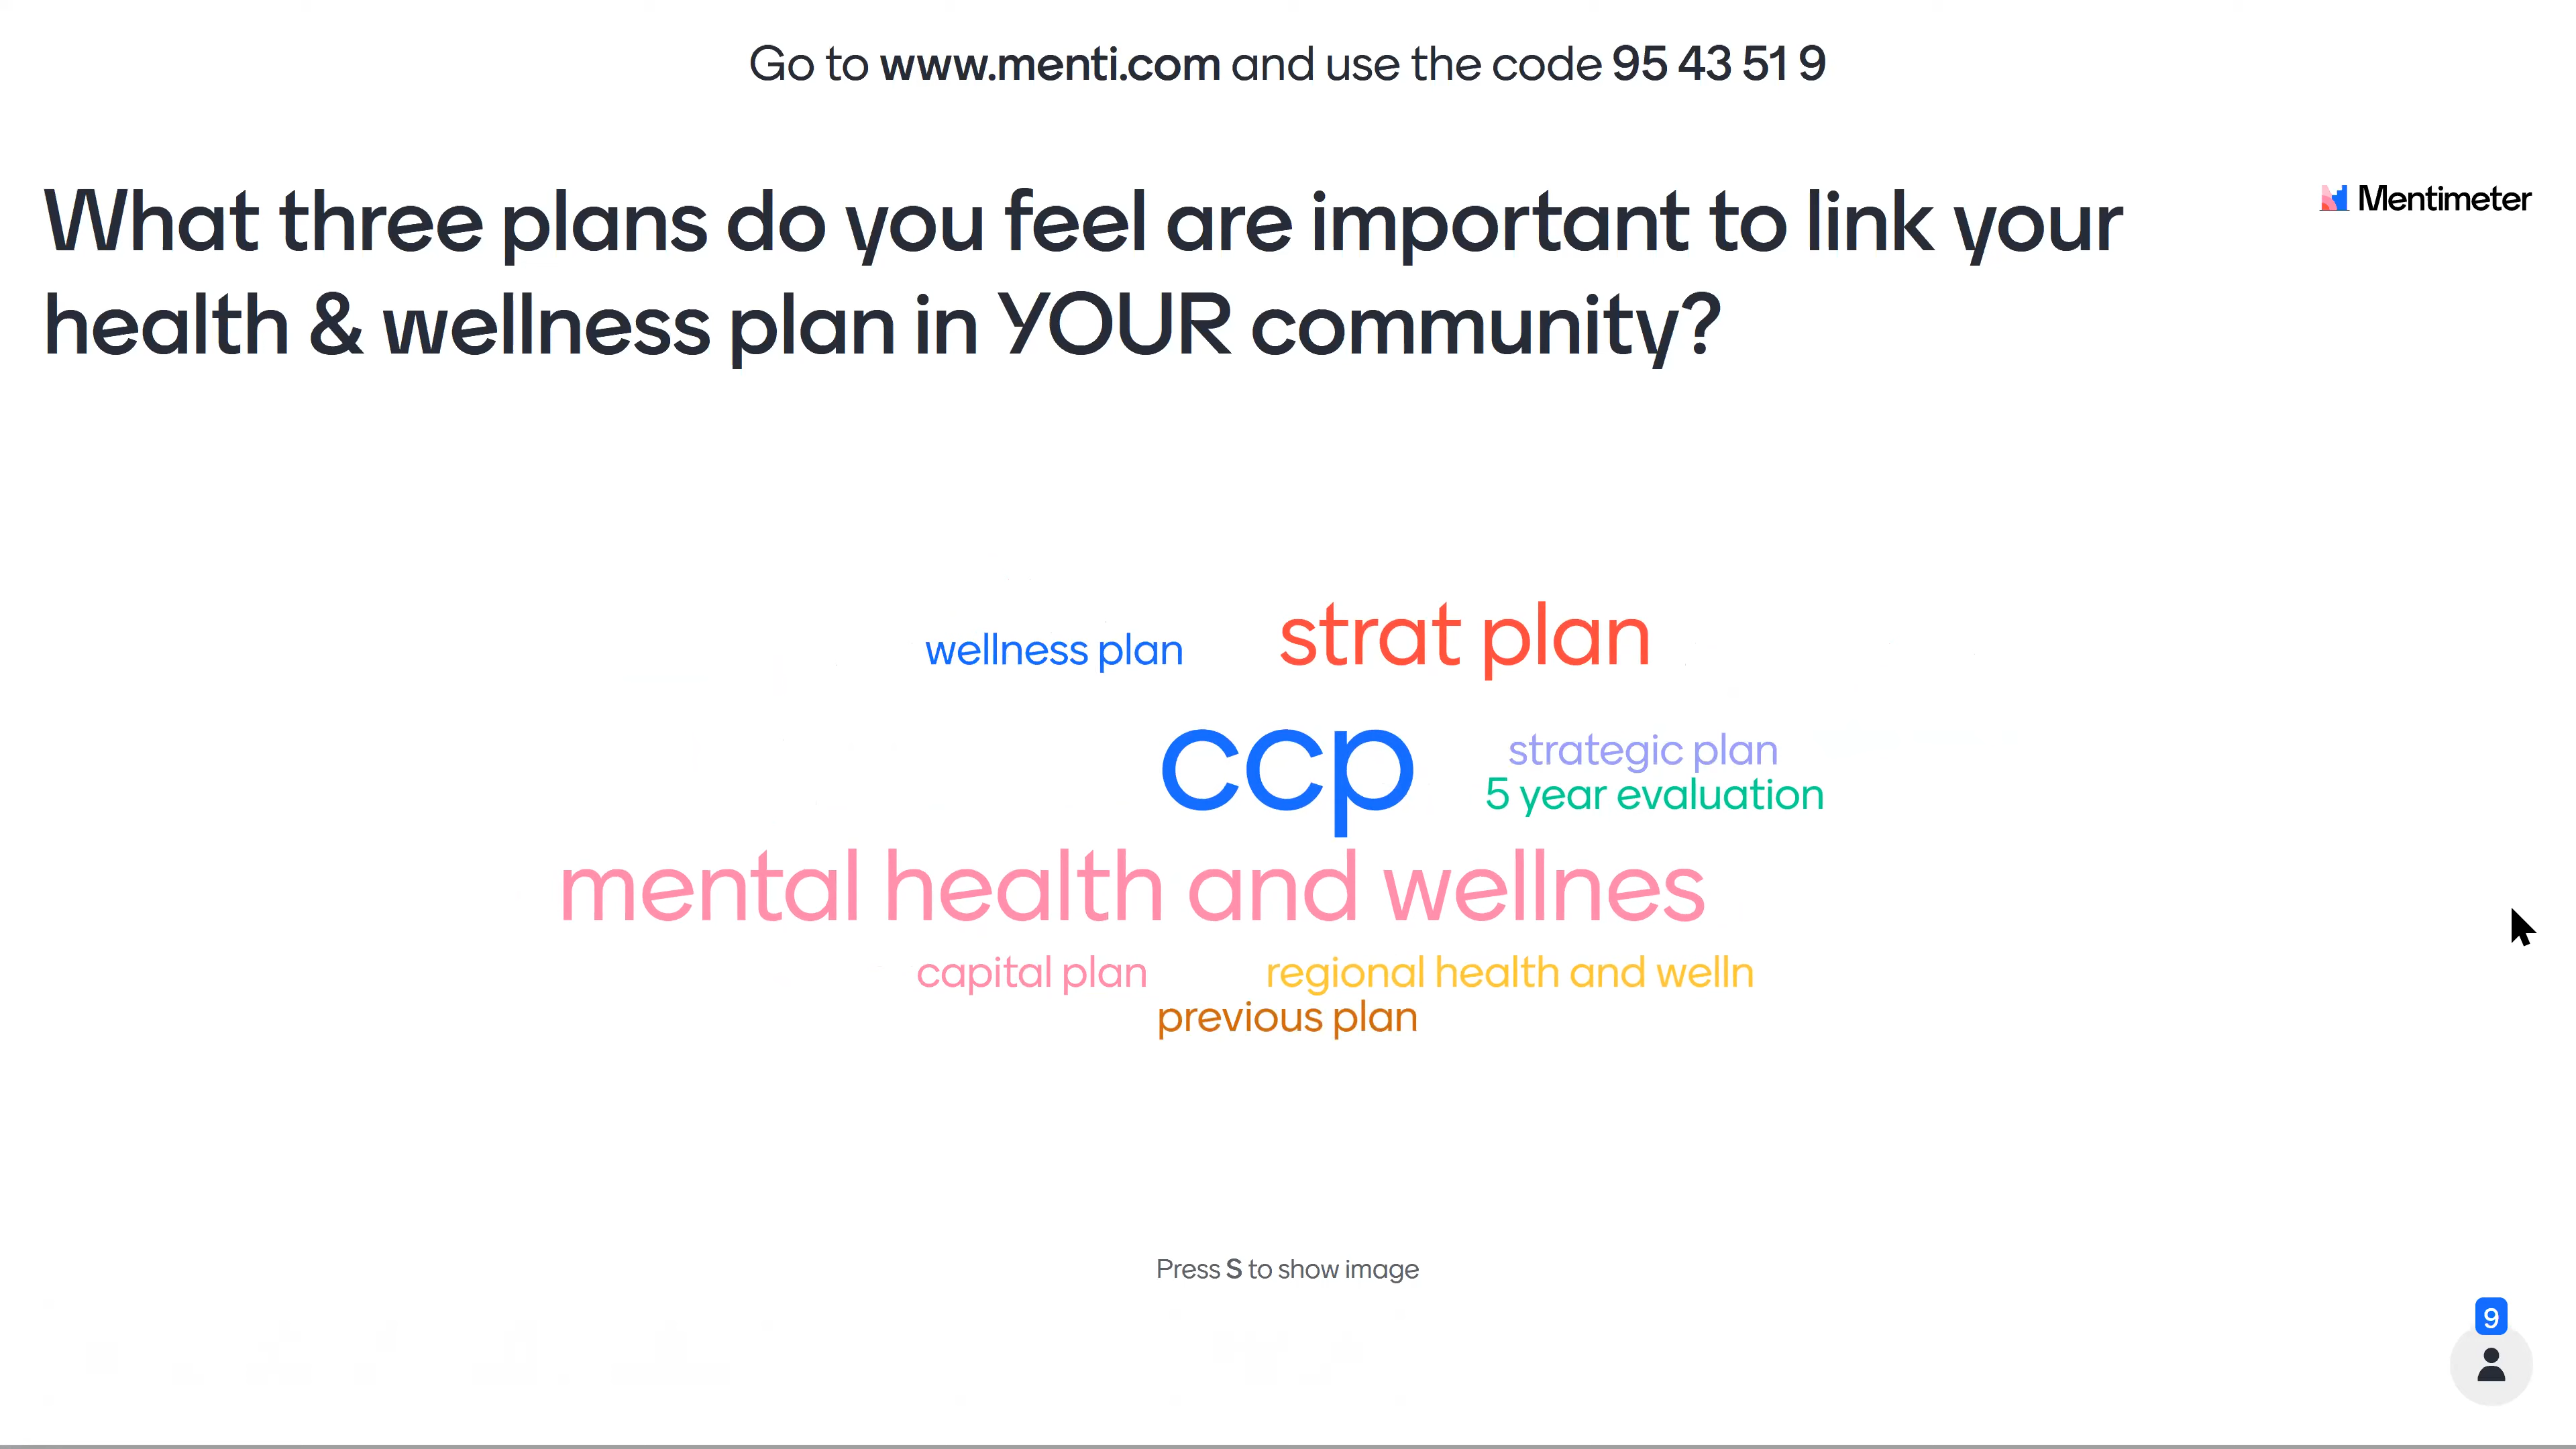 Go to www.menti.com and use the code 95 43 51 9
What three plans do you feel are important to link your
health & wellness plan in YOUR community?
Mentimeter
wellness plan
strat plan
ccp
strategic plan
5 year evaluation
mental health and wellnes
capital plan
regional health and welln
previous plan
Press S to show image
9